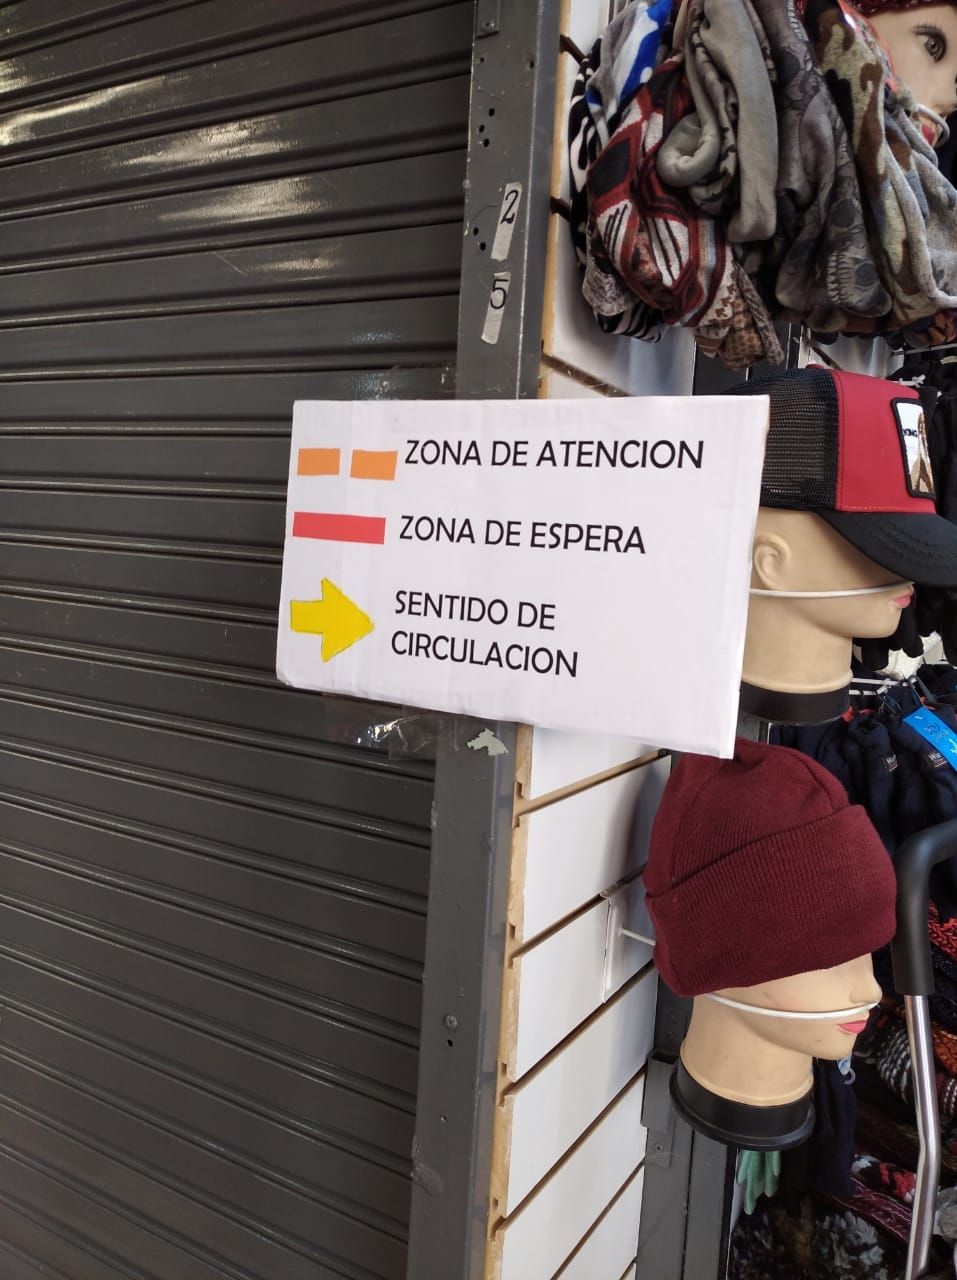 2
5
ZONA DE ATENCION
ZONA DE ESPERA
SENTIDO DE
CIRCULACION